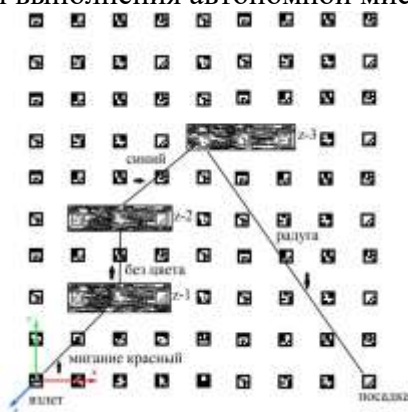 выполнения автономной мис
z-3
синий
z-2
радуга
без цвета
z-1
мигание красный
взлет
посадка